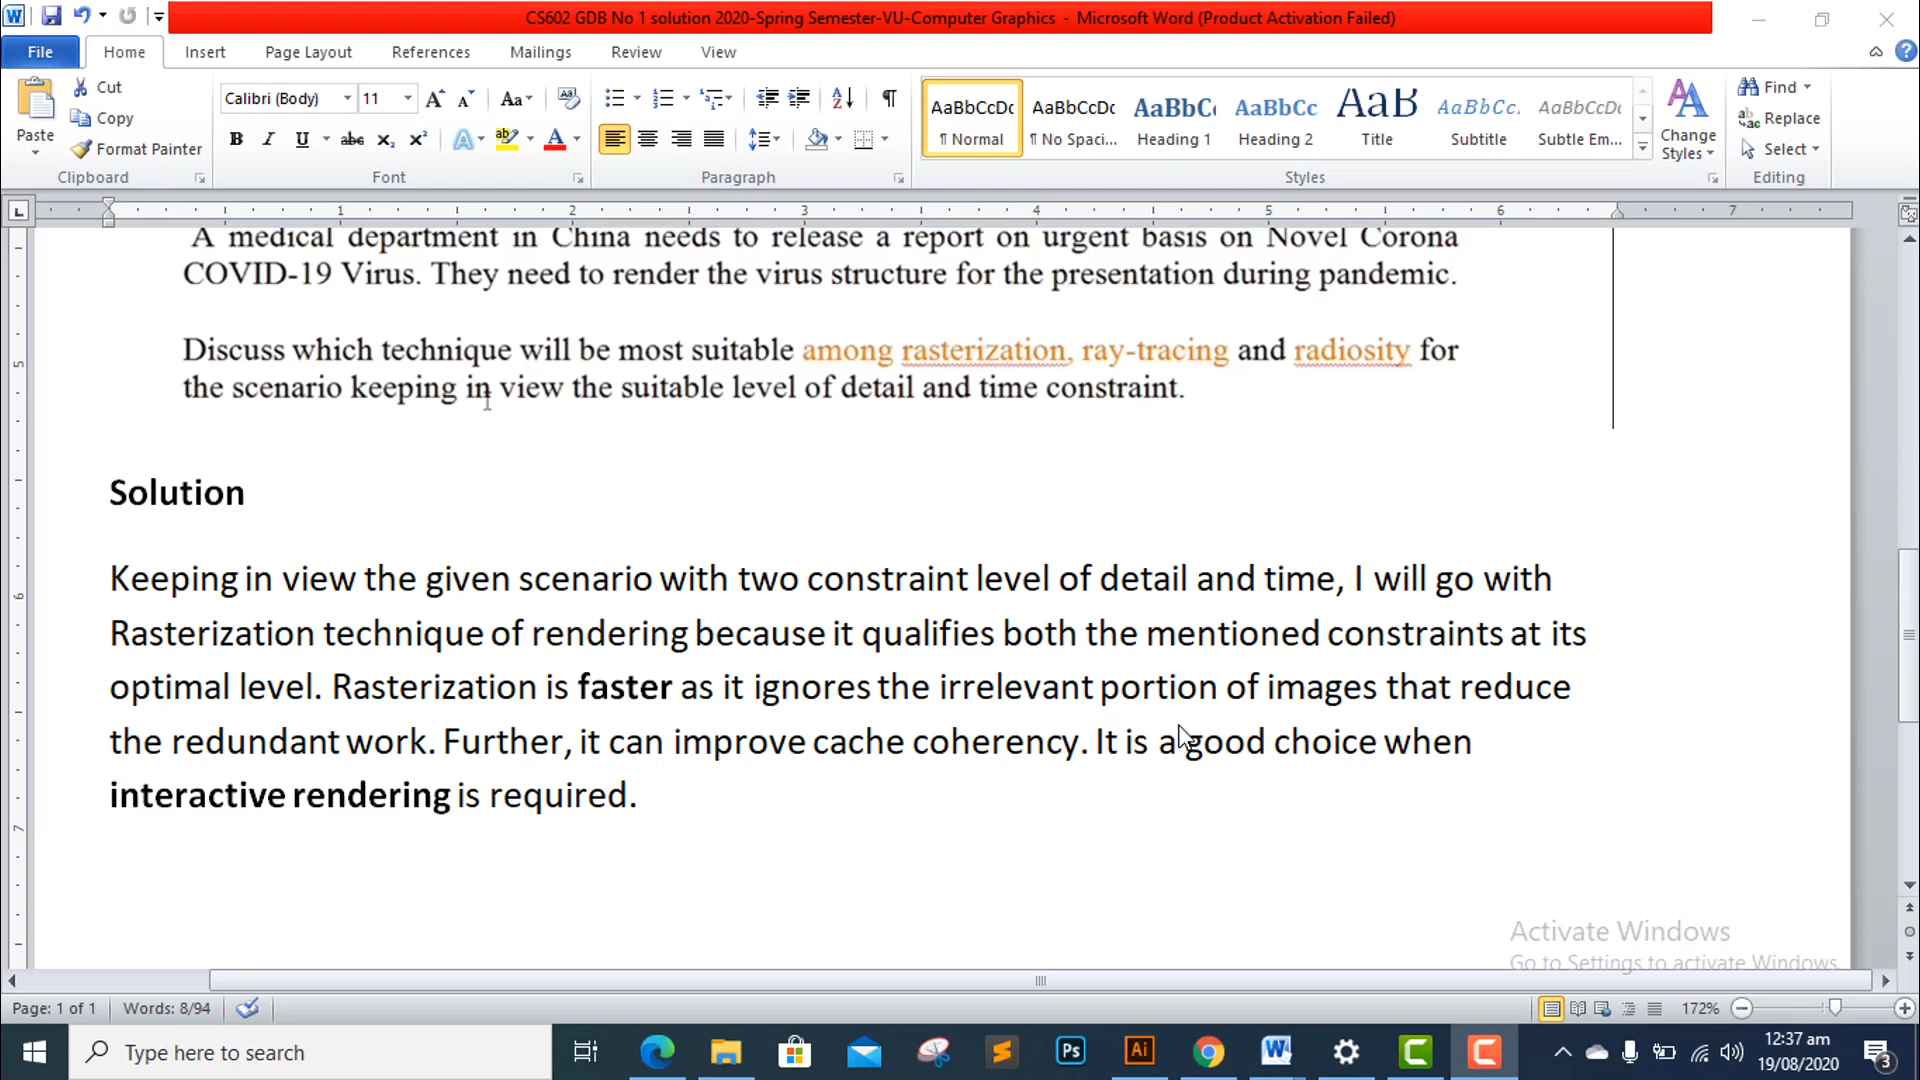 CS602 GDB No 1 solution 2020-Spring Semester-VU-Computer Graphics - Microsoft Word (Product Activation Failed)
File Home Insert Page Layout References Mailings Review View
Paste
Cut
Copy
Format Painter
Clipboard
Calibri (Body) 11
Font
Paragraph
AaBbCcDc AaBbCcDc AaBbC AaBbCc AaB AaBbCc. AaBbCcDc
¶ Normal ¶ No Spaci... Heading 1 Heading 2 Title Subtitle Subtle Em...
Styles
Change Styles
Find
Replace
Select
Editing
1 2 3 4 5 6 7
A medical department in China needs to release a report on urgent basis on Novel Corona
COVID-19 Virus. They need to render the virus structure for the presentation during pandemic.
Discuss which technique will be most suitable among rasterization, ray-tracing and radiosity for
the scenario keeping in view the suitable level of detail and time constraint.
Solution
Keeping in view the given scenario with two constraint level of detail and time, I will go with
Rasterization technique of rendering because it qualifies both the mentioned constraints at its
optimal level. Rasterization is faster as it ignores the irrelevant portion of images that reduce
the redundant work. Further, it can improve cache coherency. It is a good choice when
interactive rendering is required.
Activate Windows
Go to Settings to activate Windows.
Page: 1 of 1 Words: 8/94 172%
Type here to search
12:37 am
19/08/2020
3